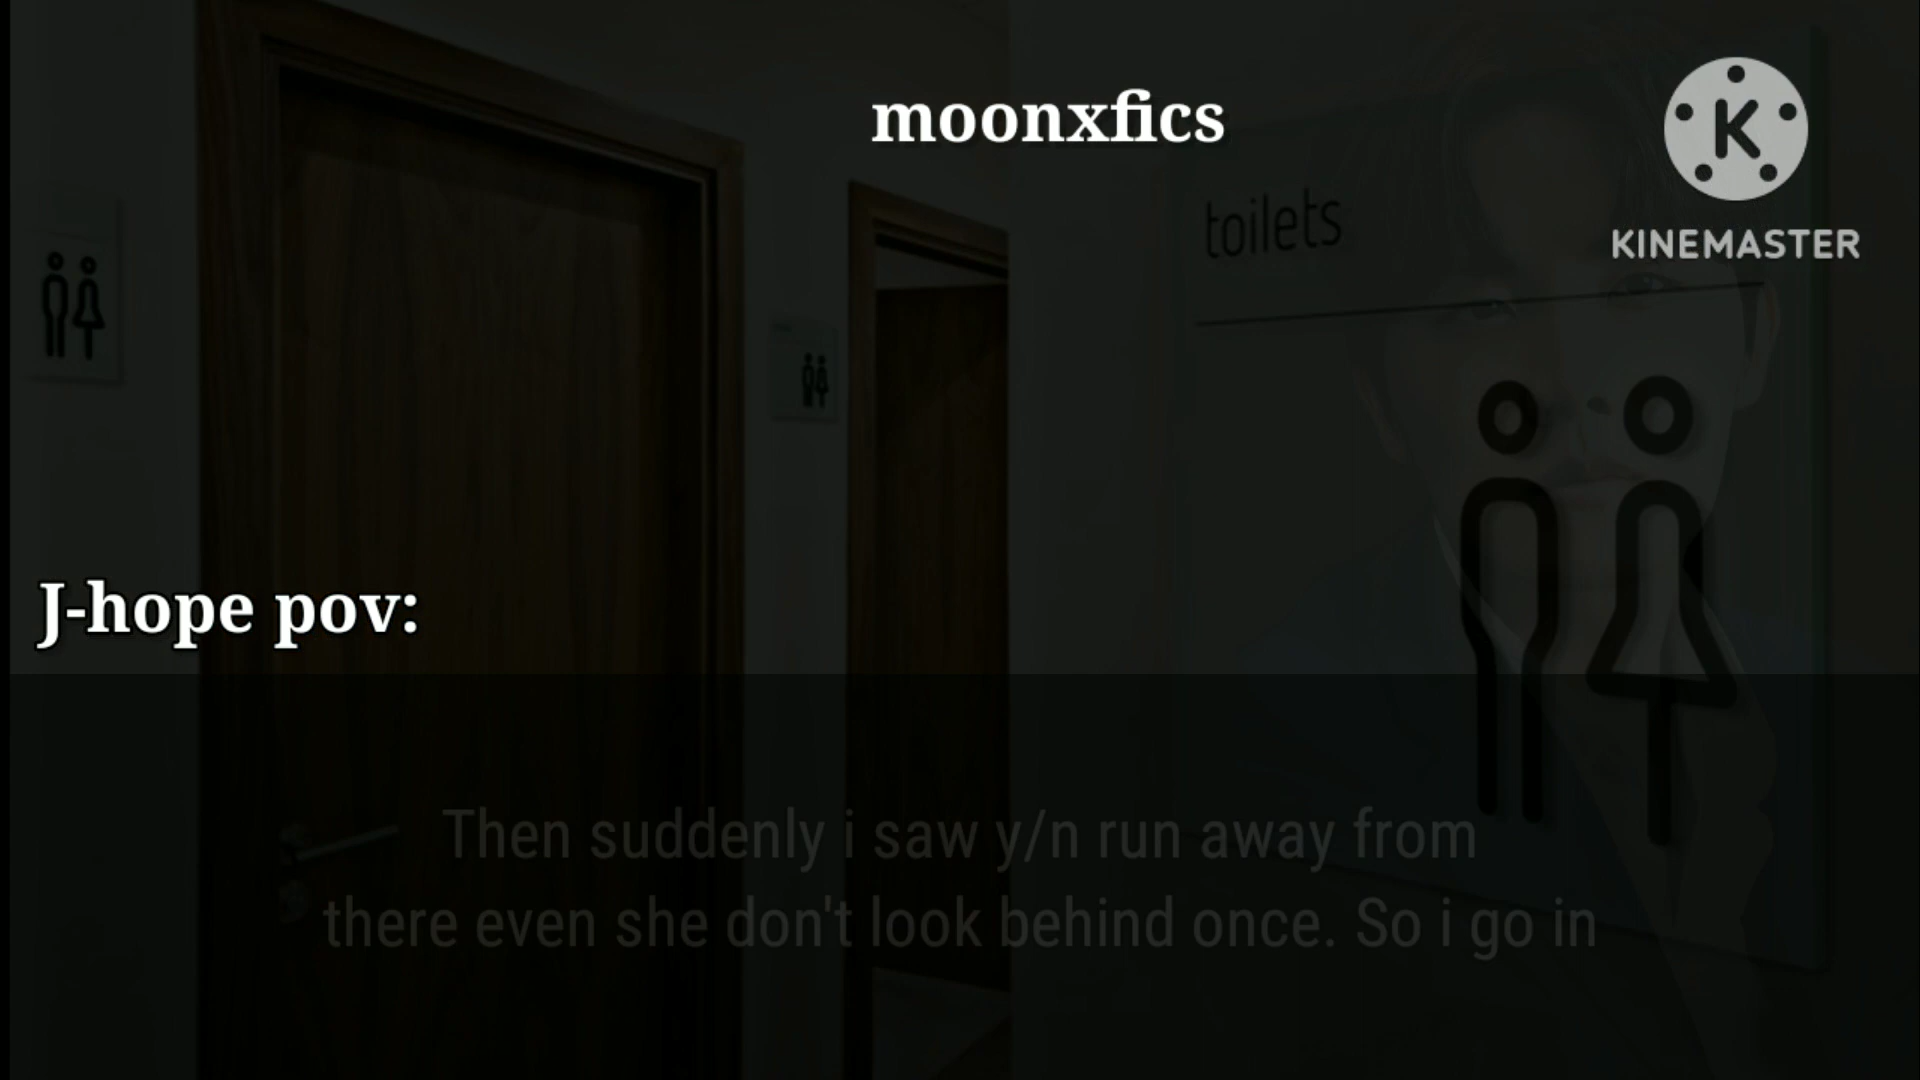 moonxfics
K
KINEMASTER
toilets
J-hope pov:
Then suddenly i saw y/n run away from
there even she don't look behind once. So i go in